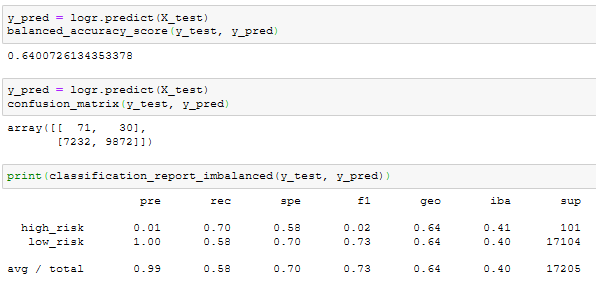 y_pred = logr.predict(X_test)
balanced_accuracy_score(y_test, y_pred)
0.6400726134353378
y_pred = logr.predict(X_test)
confusion_matrix(y_test, y_pred)
array([[  71,   30],
       [7232, 9872]])
print(classification_report_imbalanced(y_test, y_pred))
pre rec spe f1 geo iba sup
high_risk 0.01 0.70 0.58 0.02 0.64 0.41 101
low_risk 1.00 0.58 0.70 0.73 0.64 0.40 17104
avg / total 0.99 0.58 0.70 0.73 0.64 0.40 17205